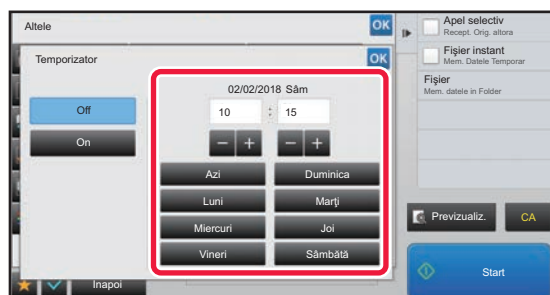 Altele
OK
Temporizator
OK
02/02/2018 Sâm
10 : 15
Off
On
Azi
Duminica
Luni
Marţi
Miercuri
Joi
Vineri
Sâmbătă
Inapoi
Apel selectiv
Recept. Orig. altora
Fişier instant
Mem. Datele Temporar
Fişier
Mem. datele in Folder
Previzualiz.
CA
Start